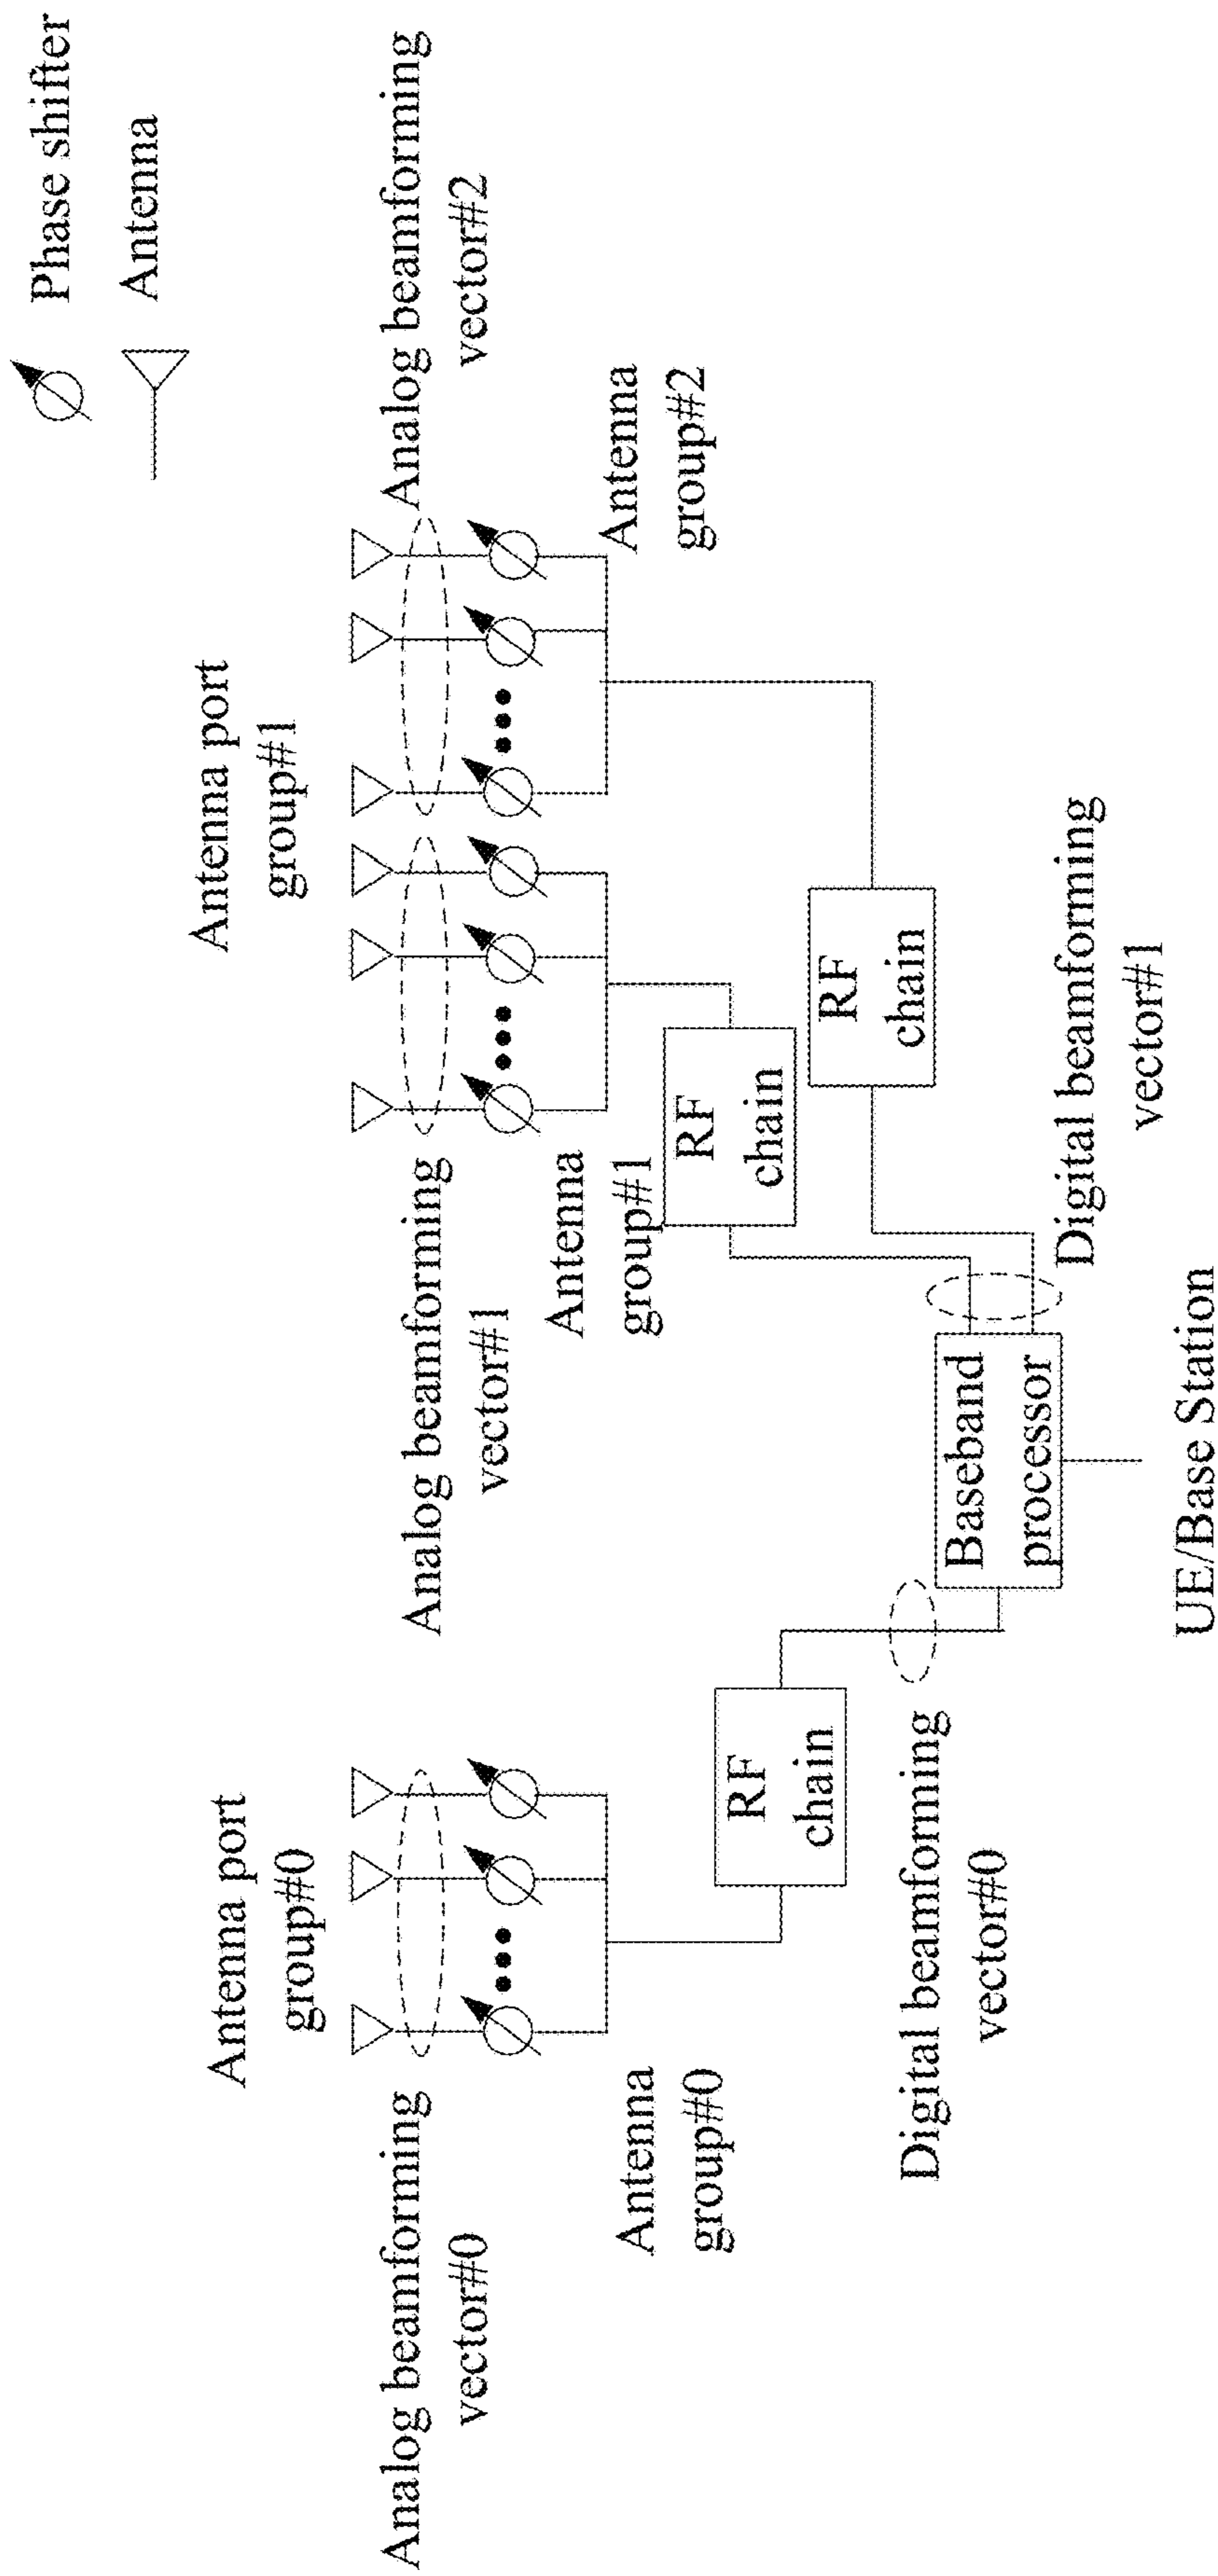 Phase shifter
Antenna
Antenna port
group#0
Antenna port
group#1
Analog beamforming
vector#0
Analog beamforming
vector#1
Analog beamforming
vector#2
Antenna
group#0
Antenna
group#1
Antenna
group#2
RF
chain
RF
chain
RF
chain
Digital beamforming
vector#0
Baseband
processor
Digital beamforming
vector#1
UE/Base Station